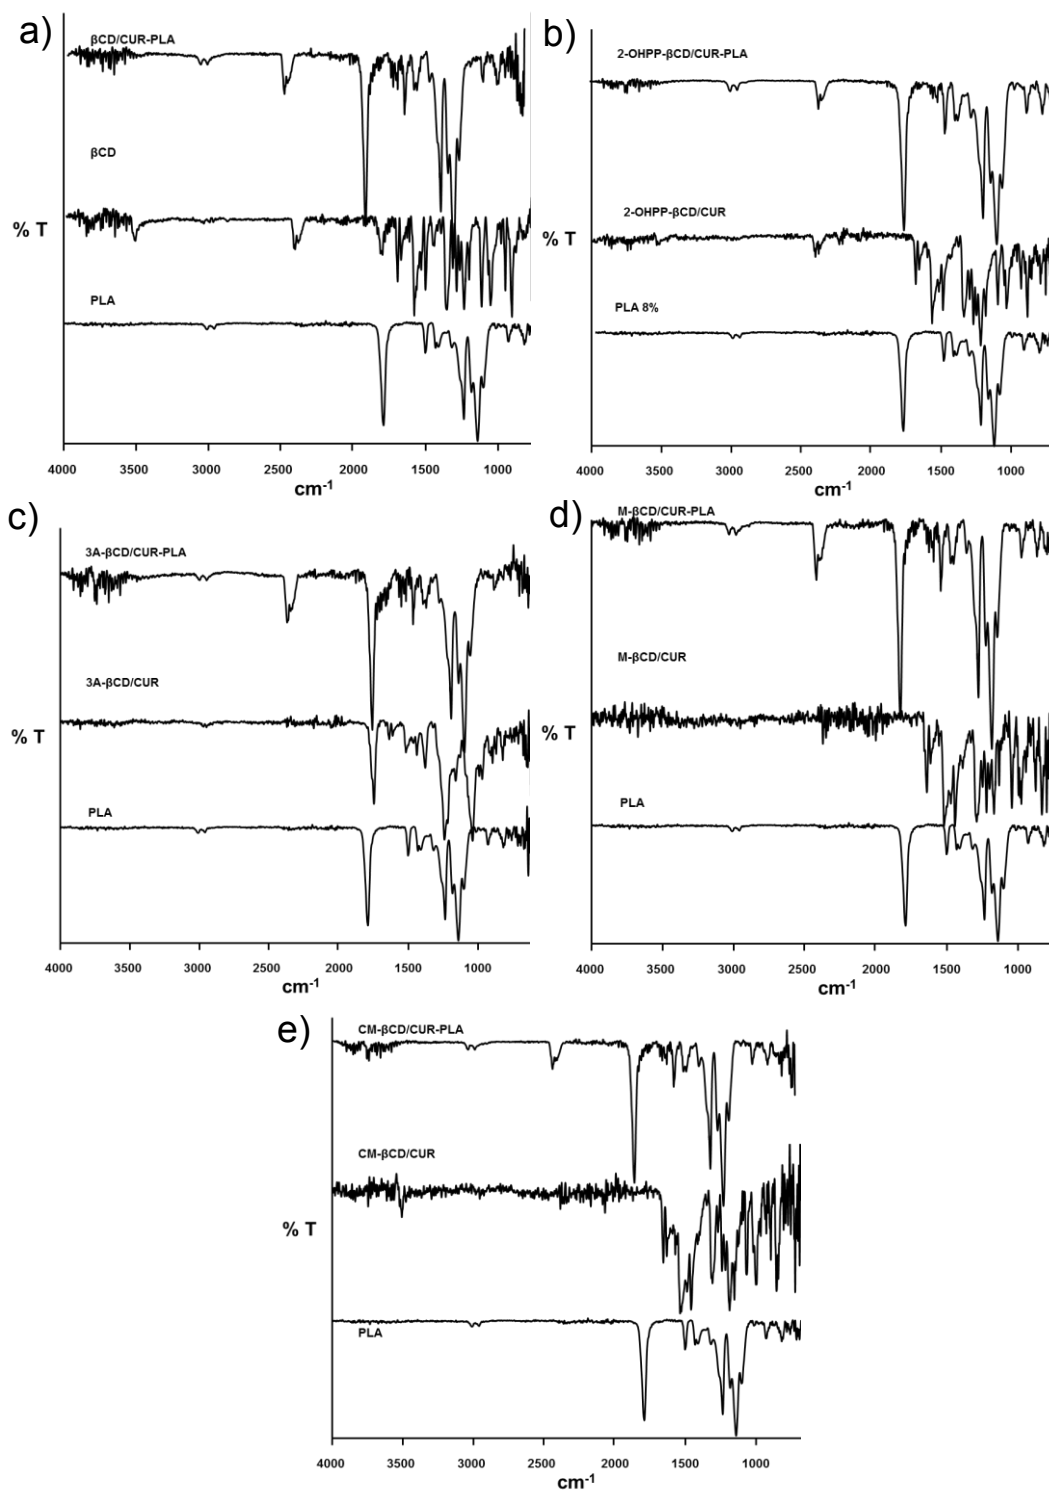 a)
βCD/CUR-PLA
βCD
% T
PLA
4000 3500 3000 2500 2000 1500 1000
cm-1
b)
2-OHPP-βCD/CUR-PLA
2-OHPP-βCD/CUR
% T
PLA 8%
4000 3500 3000 2500 2000 1500 1000
cm-1
c)
3A-βCD/CUR-PLA
3A-βCD/CUR
% T
PLA
4000 3500 3000 2500 2000 1500 1000
cm-1
d)
M-βCD/CUR-PLA
M-βCD/CUR
% T
PLA
4000 3500 3000 2500 2000 1500 1000
cm-1
e)
CM-βCD/CUR-PLA
CM-βCD/CUR
% T
PLA
4000 3500 3000 2500 2000 1500 1000
cm-1